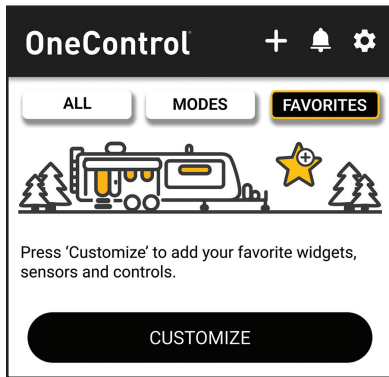 OneControl
ALL MODES FAVORITES
Press ‘Customize’ to add your favorite widgets,
sensors and controls.
CUSTOMIZE